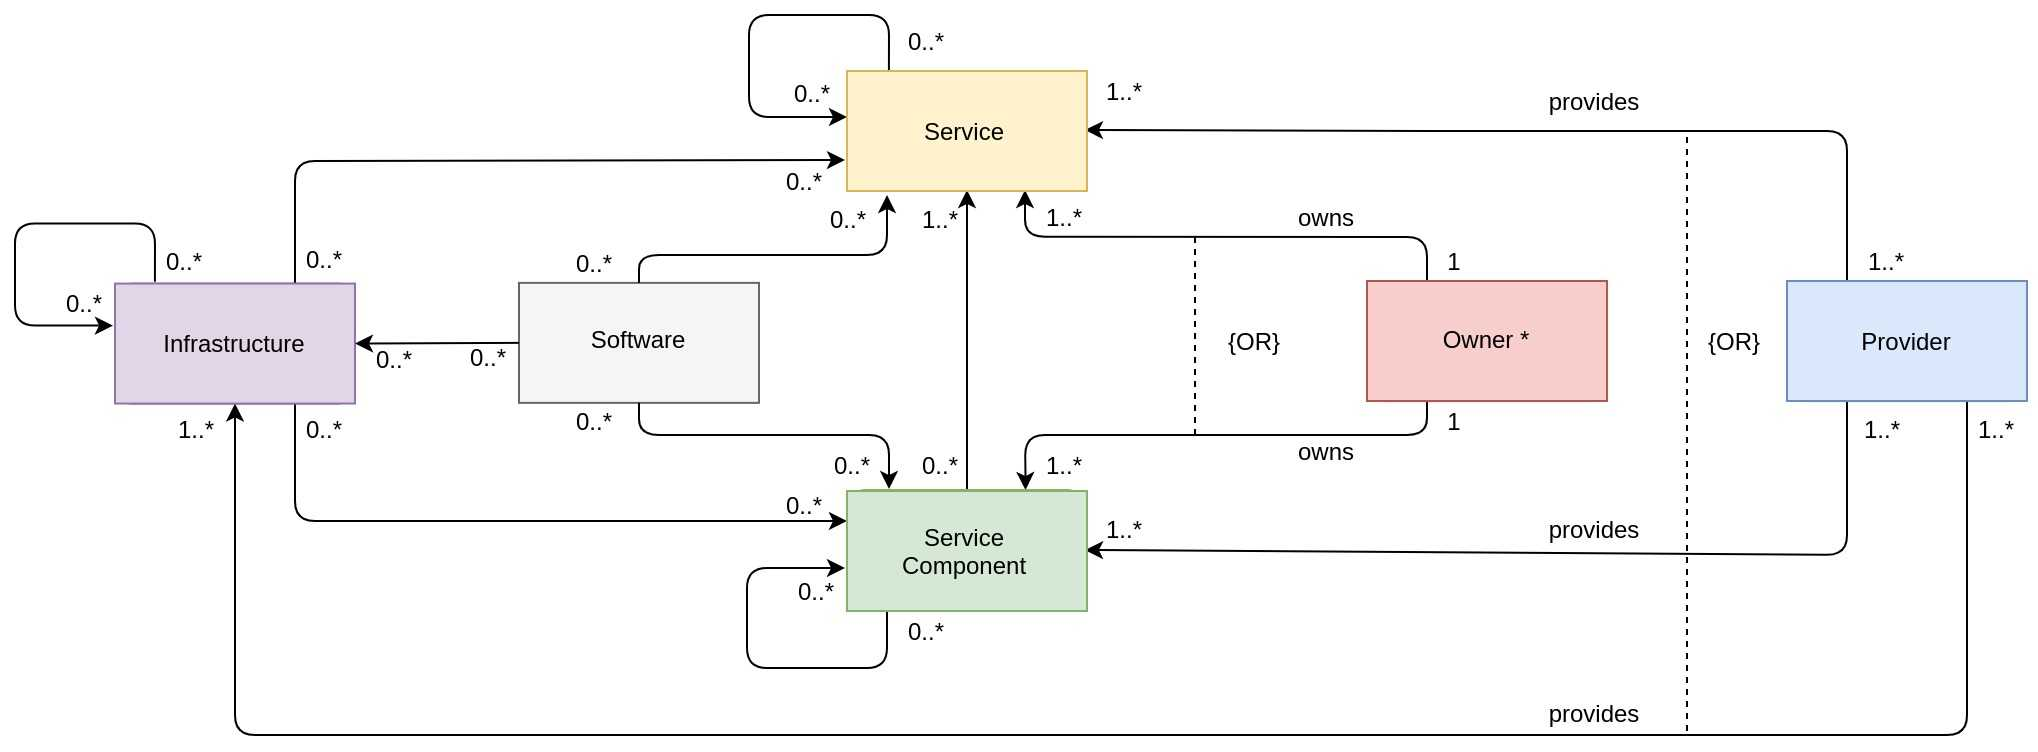 0..*
0..*
1..*
provides
Service
0..*
0..*
1..*
1..*
owns
0..*
0..*
0..*
1
1..*
0..*
Infrastructure
0..*
0..*
Software
{OR}
Owner *
{OR}
Provider
1..*
0..*
0..*
1
1..*
1..*
0..*
0..*
1..*
owns
0..*
1..*
provides
Service
Component
0..*
0..*
provides